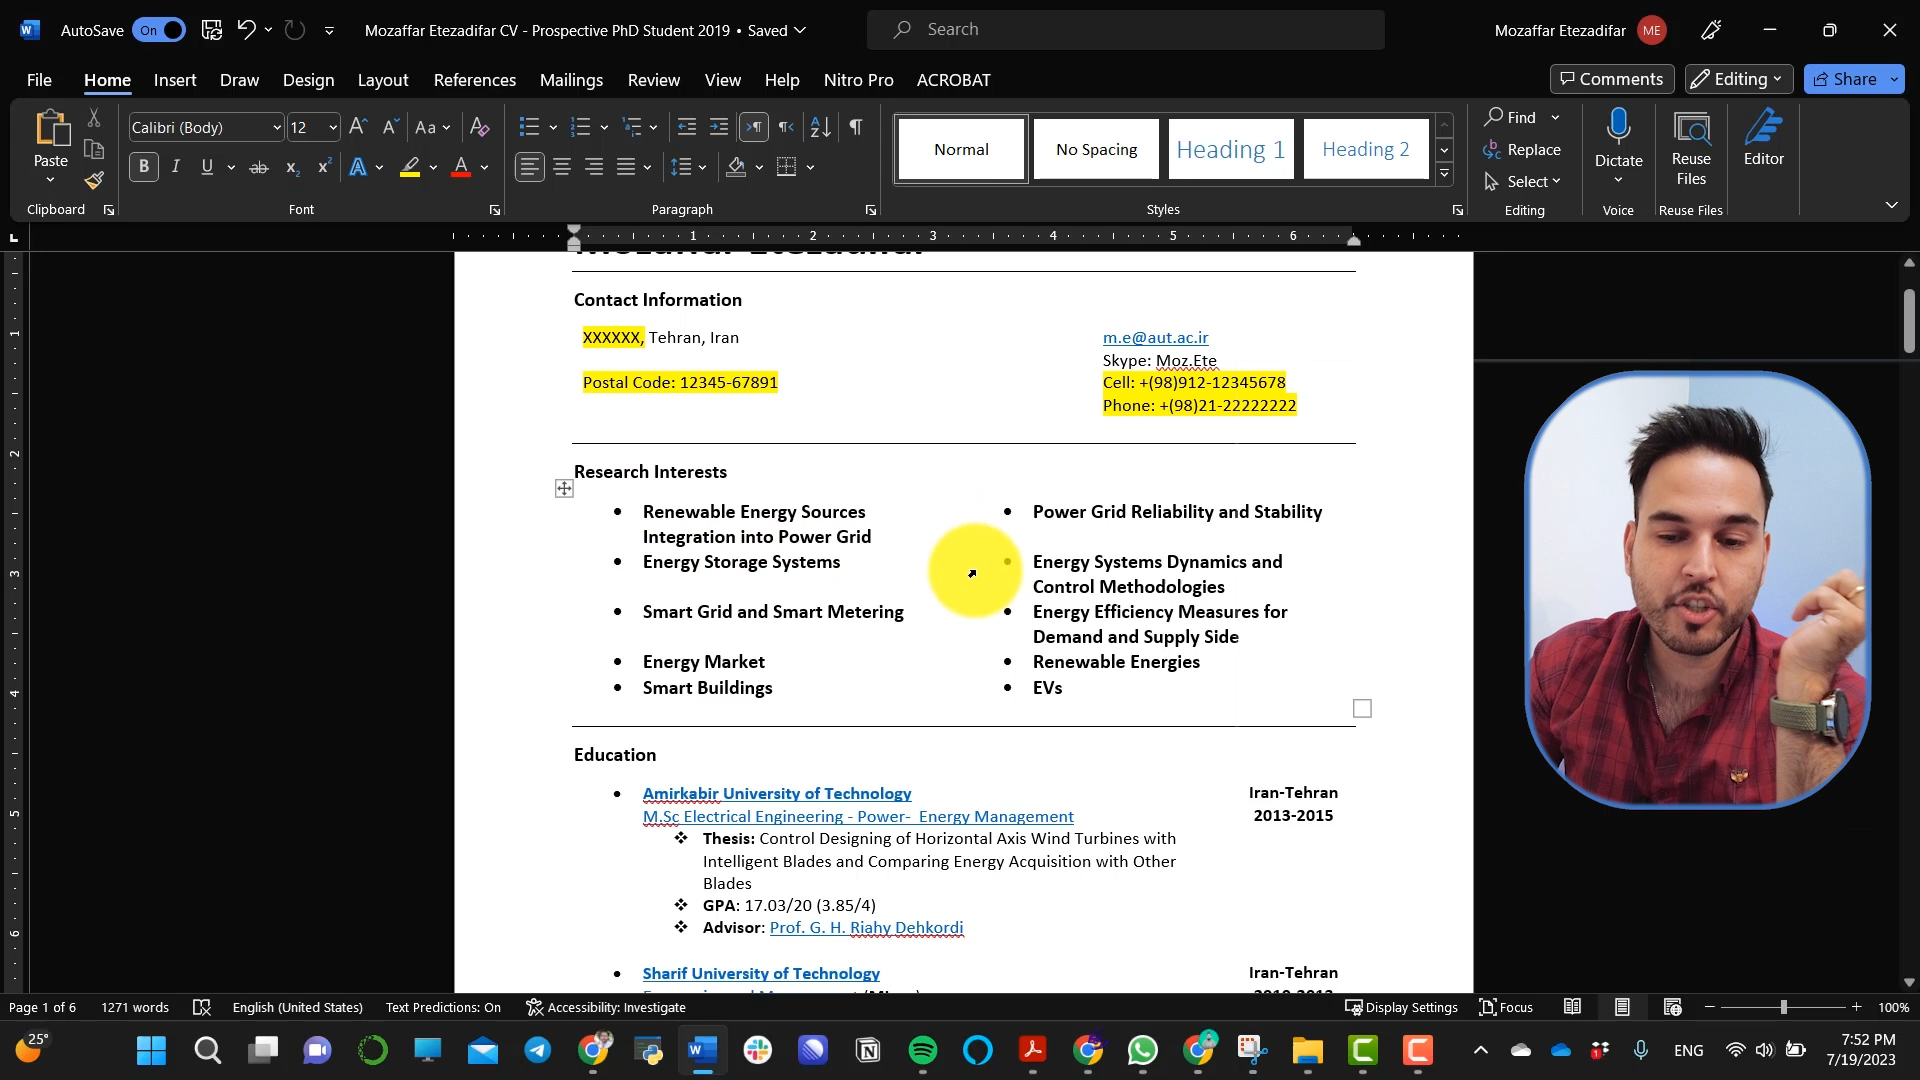 AutoSave On Mozaffar Etezadifar CV - Prospective PhD Student 2019 • Saved Search Mozaffar Etezadifar ME
File Home Insert Draw Design Layout References Mailings Review View Help Nitro Pro ACROBAT Comments Editing Share
Paste
Clipboard
Calibri (Body) 12
Font
Paragraph
Normal No Spacing Heading 1 Heading 2
Styles
Find
Replace
Select
Editing
Dictate
Voice
Reuse
Files
Reuse Files
Editor
1 2 3 4 5 6
Mozaffar Etezadifar
Contact Information
XXXXXX, Tehran, Iran
Postal Code: 12345-67891
m.e@aut.ac.ir
Skype: Moz.Ete
Cell: +(98)912-12345678
Phone: +(98)21-22222222
Research Interests
• Renewable Energy Sources
Integration into Power Grid
• Power Grid Reliability and Stability
• Energy Storage Systems
• Energy Systems Dynamics and
Control Methodologies
• Smart Grid and Smart Metering
• Energy Efficiency Measures for
Demand and Supply Side
• Energy Market
• Renewable Energies
• Smart Buildings
• EVs
Education
• Amirkabir University of Technology Iran-Tehran
M.Sc Electrical Engineering - Power- Energy Management 2013-2015
❖ Thesis: Control Designing of Horizontal Axis Wind Turbines with
Intelligent Blades and Comparing Energy Acquisition with Other
Blades
❖ GPA: 17.03/20 (3.85/4)
❖ Advisor: Prof. G. H. Riahy Dehkordi
• Sharif University of Technology Iran-Tehran
Page 1 of 6 1271 words English (United States) Text Predictions: On Accessibility: Investigate Display Settings Focus 100%
25° ENG 7:52 PM
7/19/2023